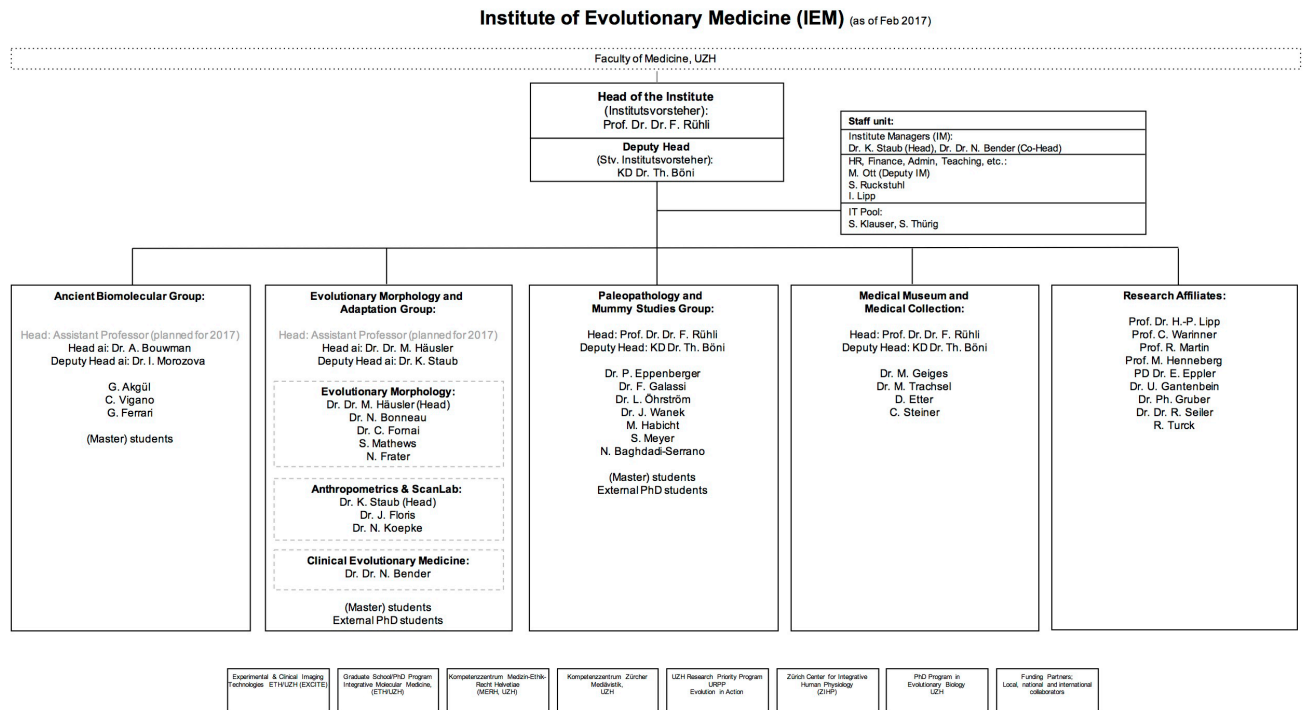 Institute of Evolutionary Medicine (IEM) (as of Feb 2017)
Faculty of Medicine, UZH
Head of the Institute
(Institutsvorsteher):
Prof. Dr. Dr. F. Rühli
Deputy Head
(Stv. Institutsvorsteher):
KD Dr. Th. Böni
Staff unit:
Institute Managers (IM):
Dr. K. Staub (Head), Dr. Dr. N. Bender (Co-Head)
HR, Finance, Admin, Teaching, etc.:
M. Ott (Deputy IM)
S. Ruckstuhl
I. Lipp
IT Pool:
S. Klauser, S. Thürig
Ancient Biomolecular Group:
Head: Assistant Professor (planned for 2017)
Head ai: Dr. A. Bouwman
Deputy Head ai: Dr. I. Morozova
G. Akgül
C. Vigano
G. Ferrari
(Master) students
Evolutionary Morphology and
Adaptation Group:
Head: Assistant Professor (planned for 2017)
Head ai: Dr. Dr. M. Häusler
Deputy Head ai: Dr. K. Staub
Evolutionary Morphology:
Dr. Dr. M. Häusler (Head)
Dr. N. Bonneau
Dr. C. Fornai
S. Mathews
N. Frater
Anthropometrics & ScanLab:
Dr. K. Staub (Head)
Dr. J. Floris
Dr. N. Koepke
Clinical Evolutionary Medicine:
Dr. Dr. N. Bender
(Master) students
External PhD students
Paleopathology and
Mummy Studies Group:
Head: Prof. Dr. Dr. F. Rühli
Deputy Head: KD Dr. Th. Böni
Dr. P. Eppenberger
Dr. F. Galassi
Dr. L. Öhrström
Dr. J. Wanek
M. Habicht
S. Meyer
N. Baghdadi-Serrano
(Master) students
External PhD students
Medical Museum and
Medical Collection:
Head: Prof. Dr. Dr. F. Rühli
Deputy Head: KD Dr. Th. Böni
Dr. M. Geiges
Dr. M. Trachsel
D. Etter
C. Steiner
Research Affiliates:
Prof. Dr. H.-P. Lipp
Prof. C. Warinner
Prof. R. Martin
Prof. M. Henneberg
PD Dr. E. Eppler
Dr. U. Gantenbein
Dr. Ph. Gruber
Dr. Dr. R. Seiler
R. Turck
Experimental & Clinical Imaging
Technologies ETH/UZH (EXCITE)
Graduate School/PhD Program
Integrative Molecular Medicine,
(ETH/UZH)
Kompetenzzentrum Medizin-Ethik-
Recht Helvetiae
(MERH, UZH)
Kompetenzzentrum Zürcher
Mediävistik,
UZH
UZH Research Priority Program
URPP
Evolution in Action
Zürich Center for Integrative
Human Physiology
(ZIHP)
PhD Program in
Evolutionary Biology
UZH
Funding Partners;
Local, national and international
collaborators